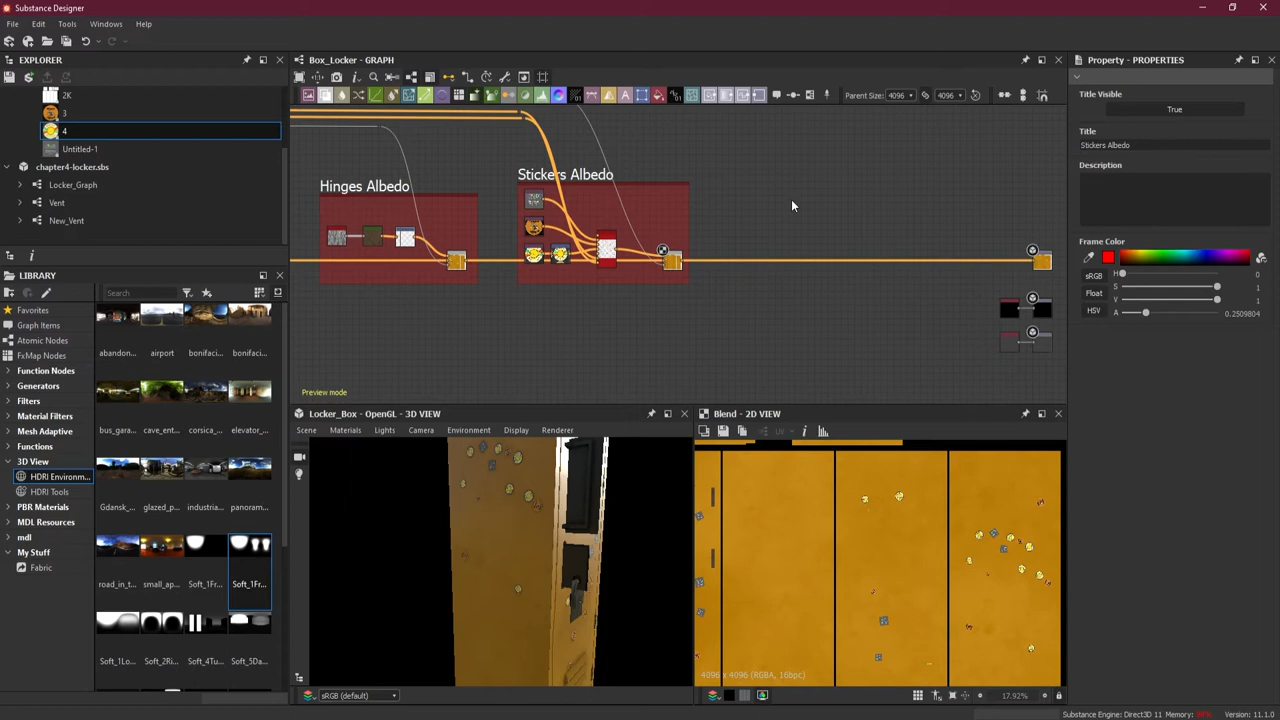 Substance Designer
File Edit Tools Windows Help
EXPLORER
2K
3
4
Untitled-1
chapter4-locker.sbs
Locker_Graph
Vent
New_Vent
LIBRARY
Search
Favorites
Graph Items
Atomic Nodes
FxMap Nodes
Function Nodes
Generators
Filters
Material Filters
Mesh Adaptive
Functions
3D View
HDRI Environm...
HDRI Tools
PBR Materials
MDL Resources
mdl
My Stuff
Fabric
abandon... airport bonifaci... bonifaci...
bus_gara... cave_ent... corsica_... elevator_...
Gdansk_... glazed_p... industria... panoram...
road_in_t... small_ap... Soft_1Fr... Soft_1Fr...
Soft_1Lo... Soft_2Ri... Soft_4Tu... Soft_5Da...
Box_Locker - GRAPH
Parent Size: 4096 4096
Hinges Albedo
Stickers Albedo
Preview mode
Locker_Box - OpenGL - 3D VIEW
Scene Materials Lights Camera Environment Display Renderer
sRGB (default)
Blend - 2D VIEW
UV
4096 x 4096 (RGBA, 16bpc)
17.92%
Property - PROPERTIES
Title Visible
True
Title
Stickers Albedo
Description
Frame Color
sRGB H 0
Float S 1
V 1
HSV A 0.2509804
Substance Engine: Direct3D 11 Memory: Version: 11.1.0